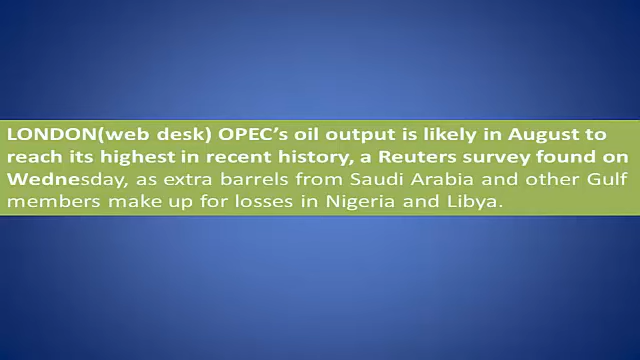 LONDON(web desk) OPEC’s oil output is likely in August to
reach its highest in recent history, a Reuters survey found on
Wednesday, as extra barrels from Saudi Arabia and other Gulf
members make up for losses in Nigeria and Libya.